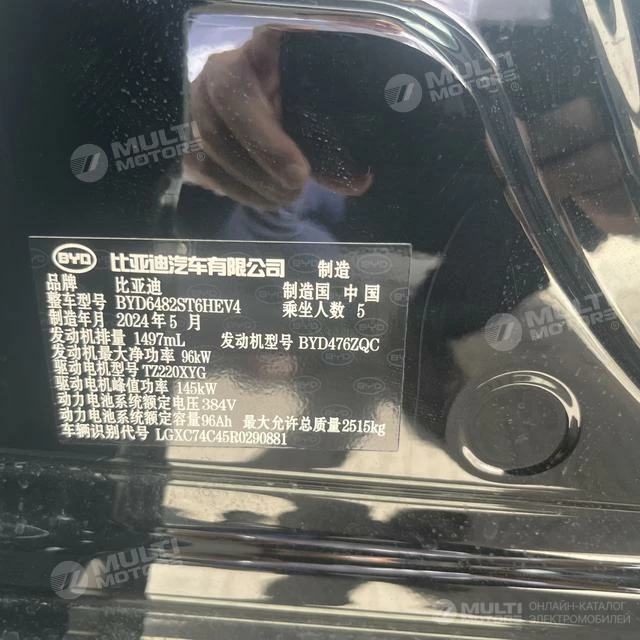 BYD 比亚迪汽车有限公司 制造
品牌 比亚迪 制造国 中国
整车型号 BYD6482ST6HEV4 乘坐人数 5
制造年月 2024年5月
发动机排量 1497mL 发动机型号 BYD476ZQC
发动机最大净功率 96kW
驱动电机型号 TZ220XYG
驱动电机峰值功率 145kW
动力电池系统额定电压 384V
动力电池系统额定容量 96Ah 最大允许总质量 2515kg
车辆识别代号 LGXC74C45R0290881
MULTI
MOTORS®
MULTI
MOTORS®
MULTI
MOTORS®
MULTI
MOTORS
ОНЛАЙН-КАТАЛОГ
ЭЛЕКТРОМОБИЛЕЙ